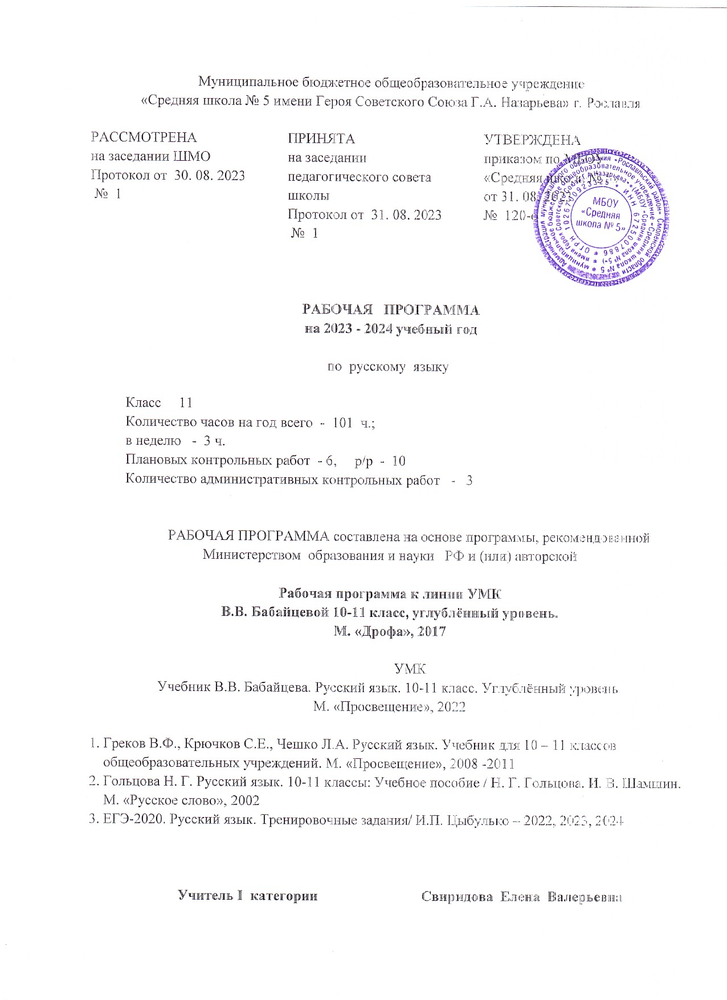 Муниципальное бюджетное общеобразовательное учреждение
«Средняя школа № 5 имени Героя Советского Союза Г.А. Назарьева» г. Рославля
РАССМОТРЕНА
на заседании ШМО
Протокол от 30. 08. 2023
№ 1
ПРИНЯТА
на заседании
педагогического совета
школы
Протокол от 31. 08. 2023
№ 1
УТВЕРЖДЕНА
приказом по МБОУ
«Средняя школа №
от 31. 08. 2023
№ 120-
МБОУ
«Средняя
школа № 5»
ОГРН 1026700923325 * ИНН 6725007886 *
РАБОЧАЯ ПРОГРАММА
на 2023 - 2024 учебный год
по русскому языку
Класс 11
Количество часов на год всего - 101 ч.;
в неделю - 3 ч.
Плановых контрольных работ - 6, р/р - 10
Количество административных контрольных работ - 3
РАБОЧАЯ ПРОГРАММА составлена на основе программы, рекомендованной
Министерством образования и науки РФ и (или) авторской
Рабочая программа к линии УМК
В.В. Бабайцевой 10-11 класс, углублённый уровень.
М. «Дрофа», 2017
УМК
Учебник В.В. Бабайцева. Русский язык. 10-11 класс. Углублённый уровень
М. «Просвещение», 2022
1. Греков В.Ф., Крючков С.Е., Чешко Л.А. Русский язык. Учебник для 10 – 11 классов
общеобразовательных учреждений. М. «Просвещение», 2008 -2011
2. Гольцова Н. Г. Русский язык. 10-11 классы: Учебное пособие / Н. Г. Гольцова. И. В. Шамшин.
М. «Русское слово», 2002
3. ЕГЭ-2020. Русский язык. Тренировочные задания/ И.П. Цыбулько – 2022, 2023, 2024
Учитель I категории Свиридова Елена Валерьевна